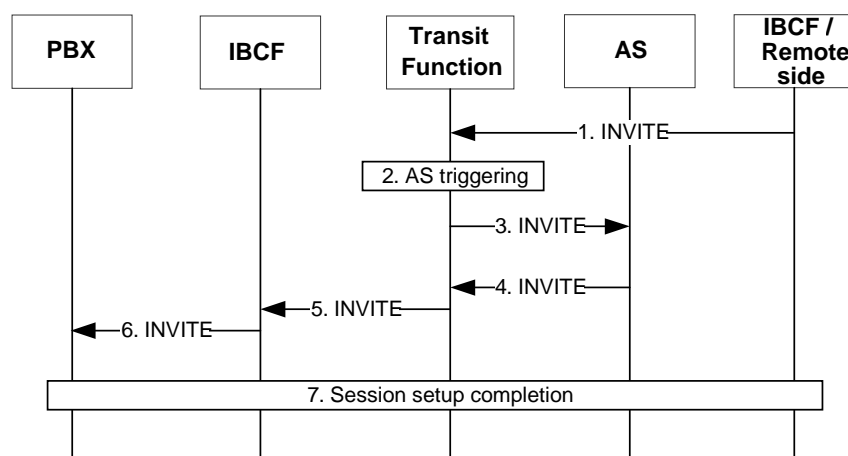 PBX
IBCF
Transit
Function
AS
IBCF /
Remote
side
1. INVITE
2. AS triggering
3. INVITE
4. INVITE
5. INVITE
6. INVITE
7. Session setup completion